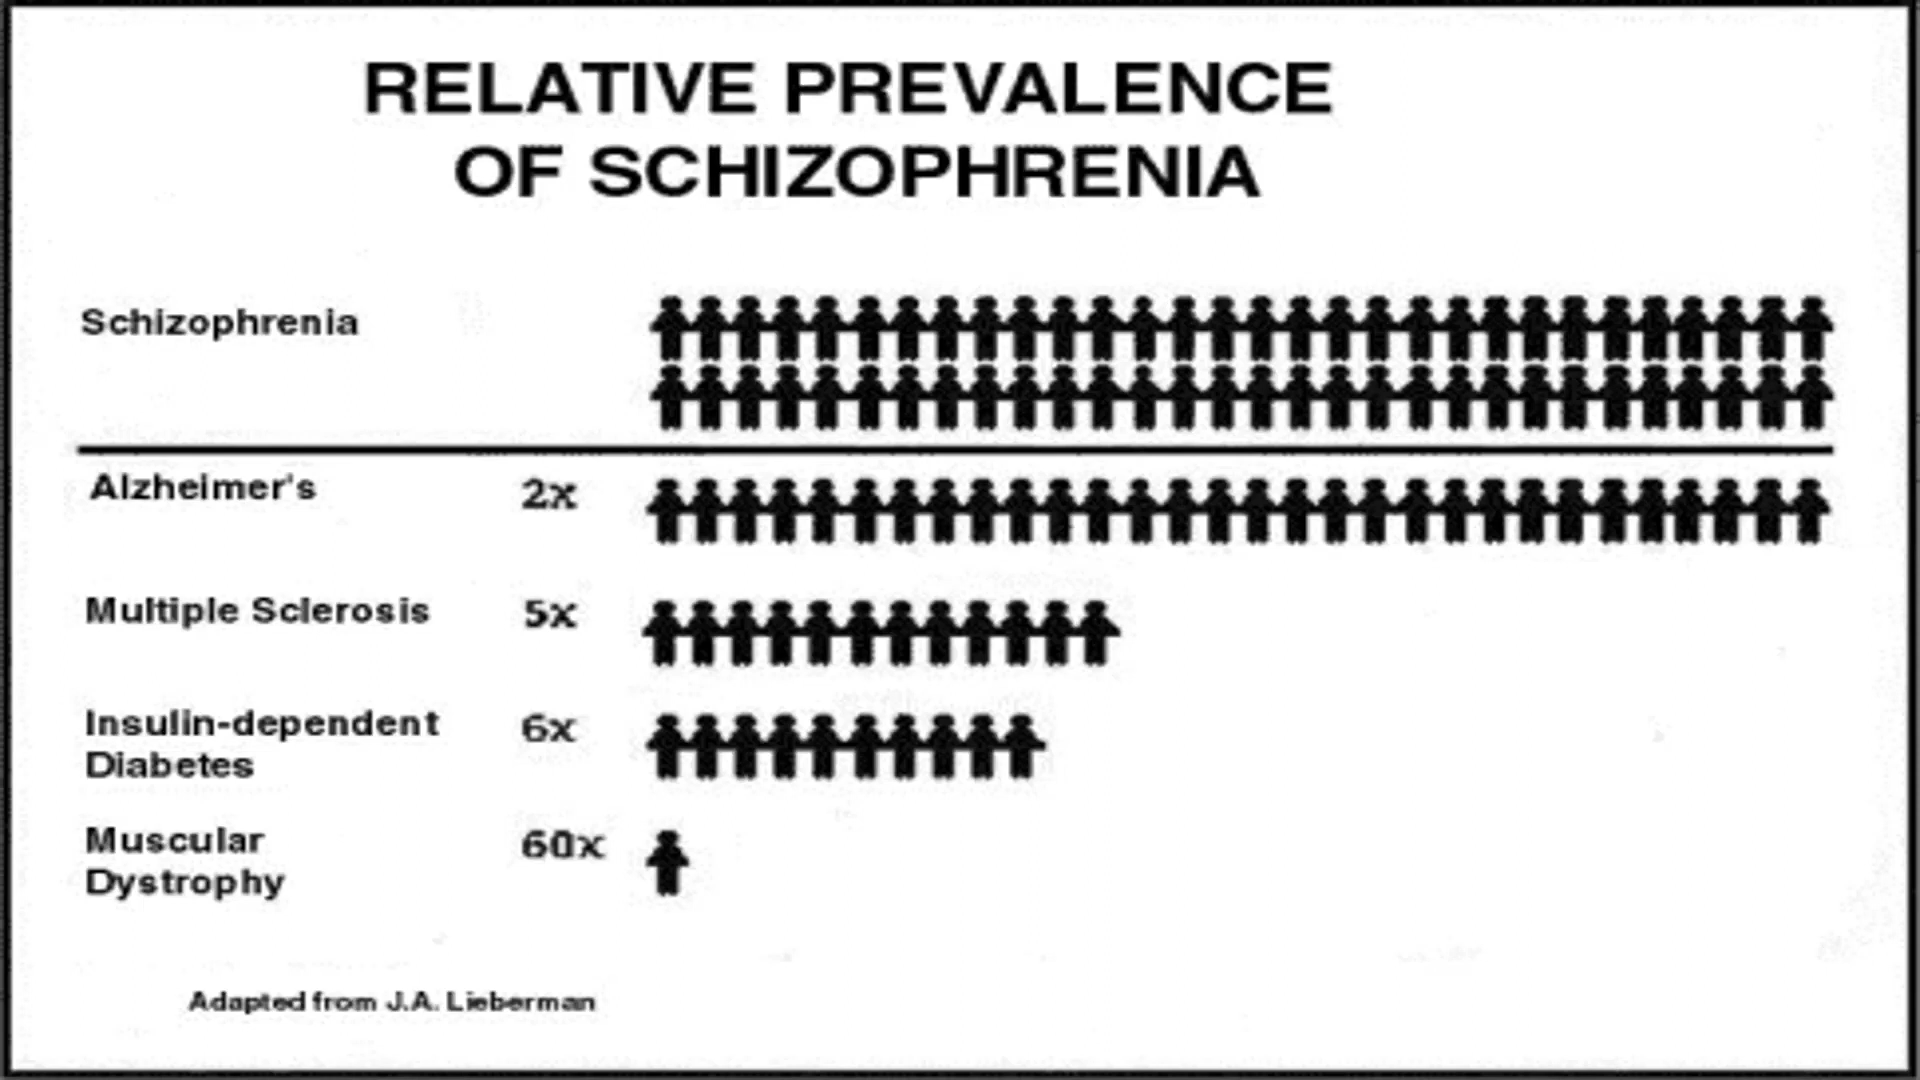 RELATIVE PREVALENCE
OF SCHIZOPHRENIA
Schizophrenia
Alzheimer's 2x
Multiple Sclerosis 5x
Insulin-dependent 6x
Diabetes
Muscular 60x
Dystrophy
Adapted from J.A. Lieberman